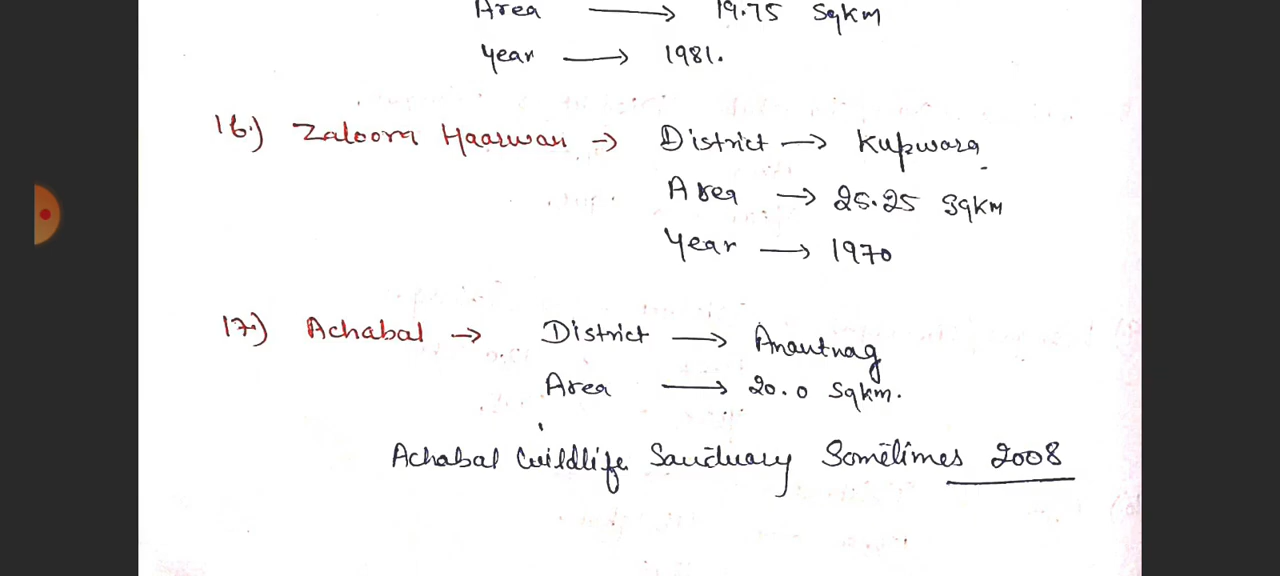 Area → 19.75 SqKm
Year → 1981.
16.) Zaloora Haarwan → District → Kupwara
Area → 25.25 SqKm
Year → 1970
17.) Achabal → District → Anantnag
Area → 20.0 Sqkm.
Achabal Wildlife Sanctuary Sometimes 2008